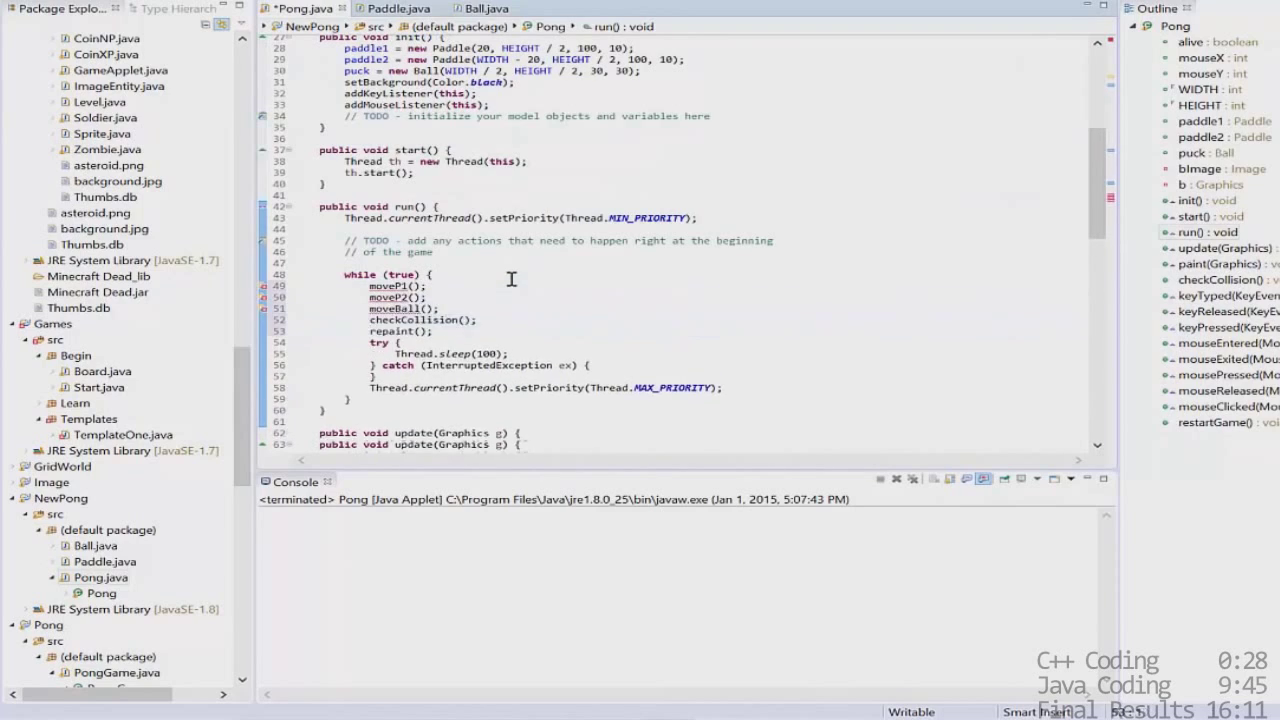 Package Explo...
Type Hierarch
CoinNP.java
CoinXP.java
GameApplet.java
ImageEntity.java
Level.java
Soldier.java
Sprite.java
Zombie.java
asteroid.png
background.jpg
Thumbs.db
asteroid.png
background.jpg
Thumbs.db
JRE System Library [JavaSE-1.7]
Minecraft Dead_lib
Minecraft Dead.jar
Thumbs.db
Games
src
Begin
Board.java
Start.java
Learn
Templates
TemplateOne.java
JRE System Library [JavaSE-1.7]
GridWorld
Image
NewPong
src
(default package)
Ball.java
Paddle.java
Pong.java
Pong
JRE System Library [JavaSE-1.8]
Pong
src
(default package)
PongGame.java
*Pong.java
Paddle.java
Ball.java
NewPong src (default package) Pong run() : void
27 public void init() {
28 paddle1 = new Paddle(20, HEIGHT / 2, 100, 10);
29 paddle2 = new Paddle(WIDTH - 20, HEIGHT / 2, 100, 10);
30 puck = new Ball(WIDTH / 2, HEIGHT / 2, 30, 30);
31 setBackground(Color.black);
32 addKeyListener(this);
33 addMouseListener(this);
34 // TODO - initialize your model objects and variables here
35 }
36
37 public void start() {
38 Thread th = new Thread(this);
39 th.start();
40 }
41
42 public void run() {
43 Thread.currentThread().setPriority(Thread.MIN_PRIORITY);
44
45 // TODO - add any actions that need to happen right at the beginning
46 // of the game
47
48 while (true) {
49 moveP1();
50 moveP2();
51 moveBall();
52 checkCollision();
53 repaint();
54 try {
55 Thread.sleep(100);
56 } catch (InterruptedException ex) {
57 }
58 Thread.currentThread().setPriority(Thread.MAX_PRIORITY);
59 }
60 }
61
62 public void update(Graphics g) {
63 public void update(Graphics g) {
Console
<terminated> Pong [Java Applet] C:\Program Files\Java\jre1.8.0_25\bin\javaw.exe (Jan 1, 2015, 5:07:43 PM)
Outline
Pong
alive : boolean
mouseX : int
mouseY : int
WIDTH : int
HEIGHT : int
paddle1 : Paddle
paddle2 : Paddle
puck : Ball
bImage : Image
b : Graphics
init() : void
start() : void
run() : void
update(Graphics)
paint(Graphics) : v
checkCollision() :
keyTyped(KeyEve
keyReleased(KeyE
keyPressed(KeyEv
mouseEntered(Mo
mouseExited(Mou
mousePressed(Mo
mouseReleased(M
mouseClicked(Mo
restartGame() : vo
C++ Coding 0:28
Java Coding 9:45
Final Results 16:11
Writable
Smart Insert